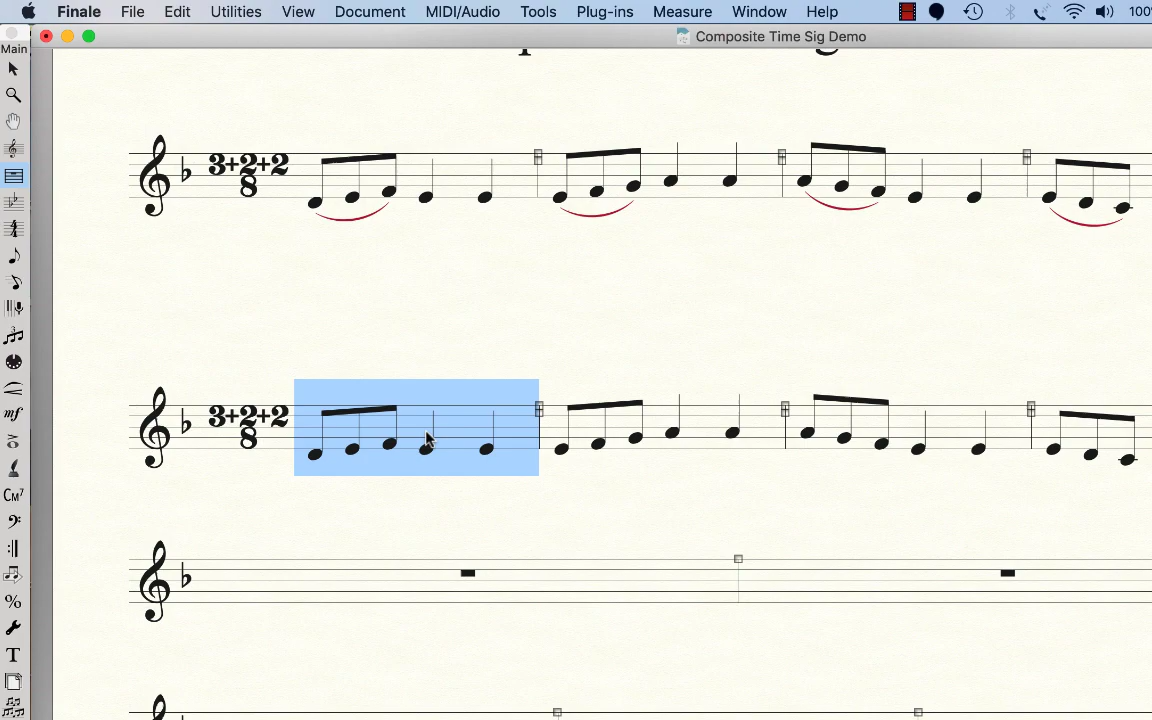 Finale File Edit Utilities View Document MIDI/Audio Tools Plug-ins Measure Window Help 100%
Composite Time Sig Demo
Main
3+2+2
8
3+2+2
8
mf
CM7
%
T